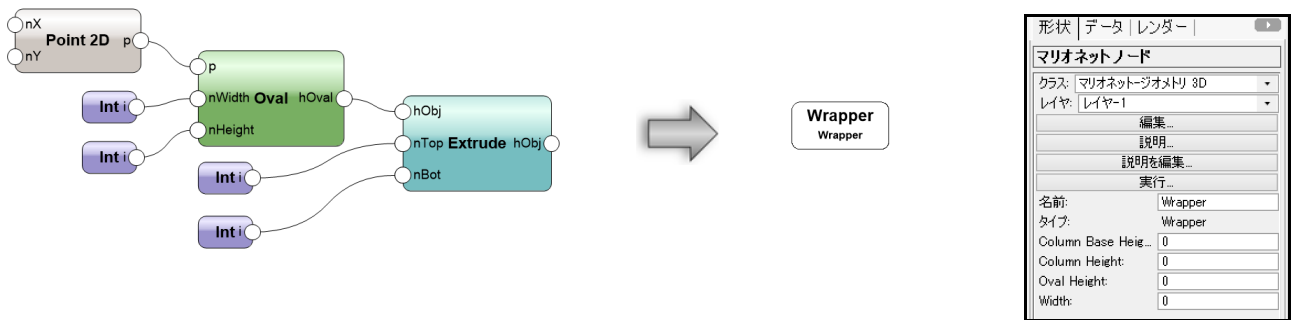 nX
nY
Point 2D
p
p
nWidth
nHeight
Oval
hOval
Int
i
Int
i
Int
i
Int
i
hObj
nTop
nBot
Extrude
hObj
Wrapper
Wrapper
形状
データ
レンダー
マリオネットノード
クラス: マリオネット-ジオメトリ 3D
レイヤ: レイヤ-1
編集...
説明...
説明を編集...
実行...
名前: Wrapper
タイプ: Wrapper
Column Base Heig... 0
Column Height: 0
Oval Height: 0
Width: 0